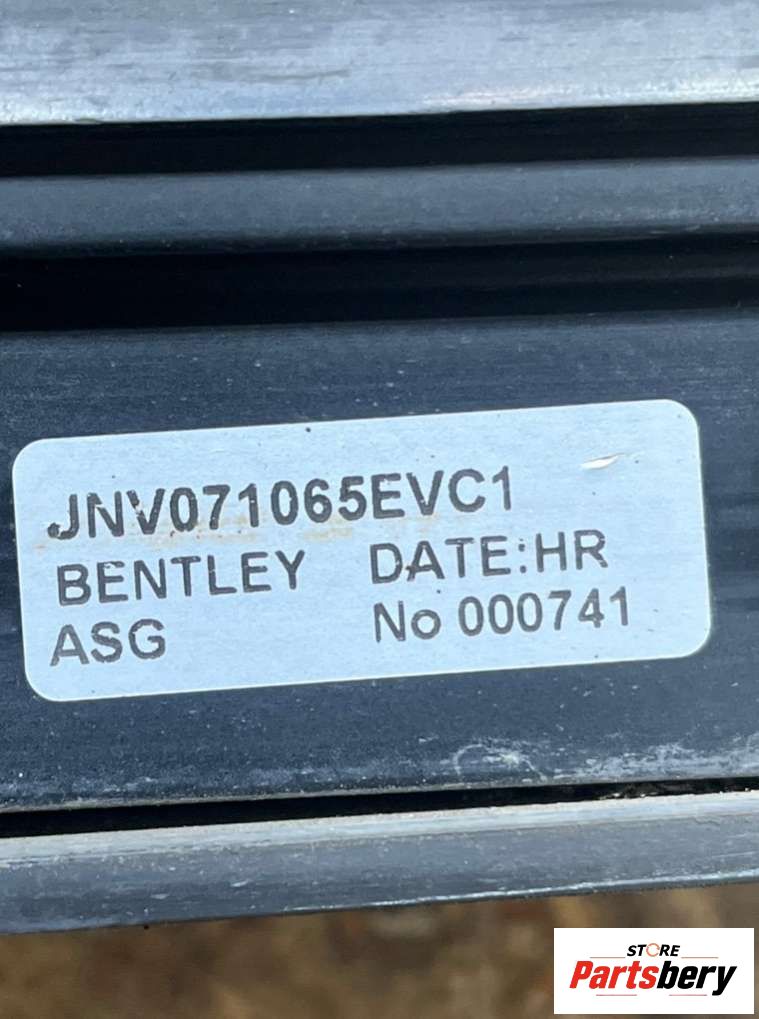 JNV071065EVC1
BENTLEY DATE:HR
ASG No 000741
STORE
Partsbery